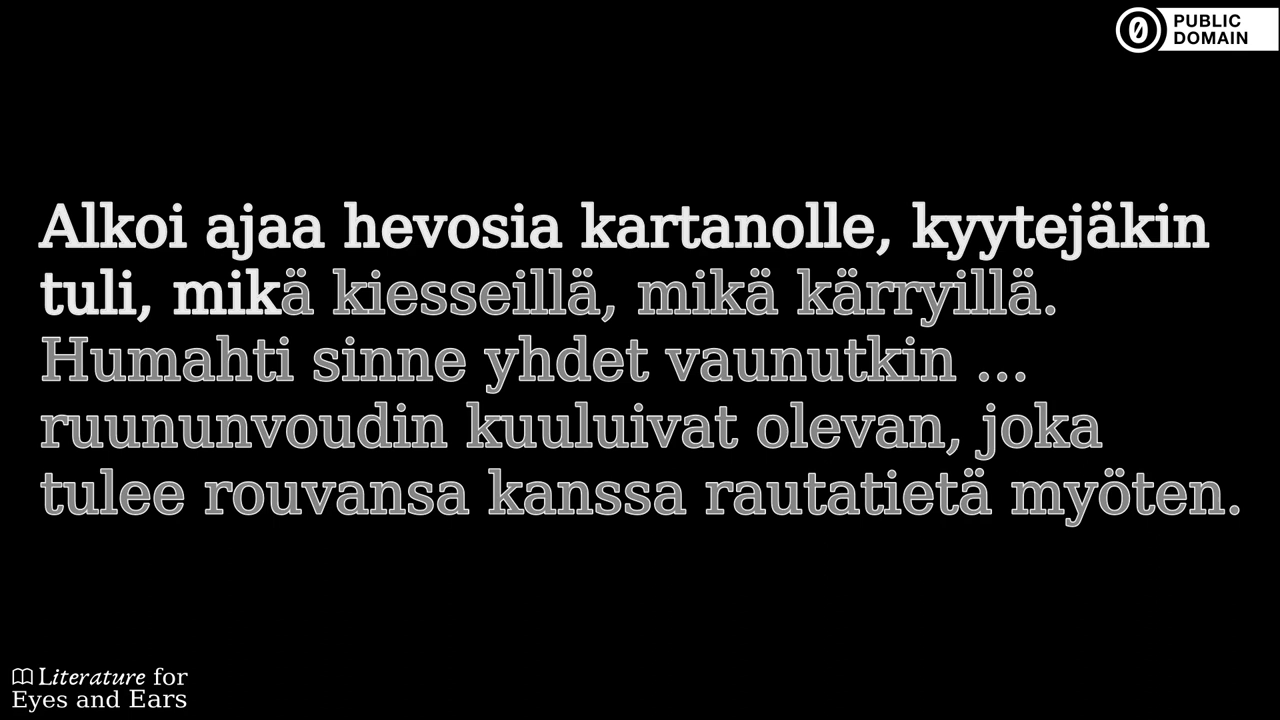 PUBLIC
DOMAIN
Alkoi ajaa hevosia kartanolle, kyytejäkin
tuli, mikä kiesseillä, mikä kärryillä.
Humahti sinne yhdet vaunutkin ...
ruununvoudin kuuluivat olevan, joka
tulee rouvansa kanssa rautatietä myöten.
Literature for
Eyes and Ears